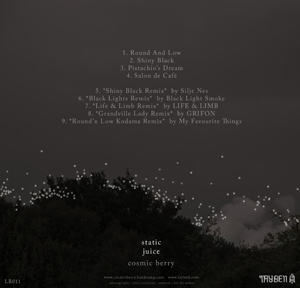 1. Round And Low
2. Shiny Black
3. Pistachio's Dream
4. Salon de Café
5. "Shiny Black Remix" by Silje Nes
6. "Black Lights Remix" by Black Light Smoke
7. "Life & Limb Remix" by LIFE & LIMB
8. "Grandville Lady Remix" by GRIFON
9. "Round'n Low Kodama Remix" by My Favourite Things
static
juice
cosmic berry
LB011